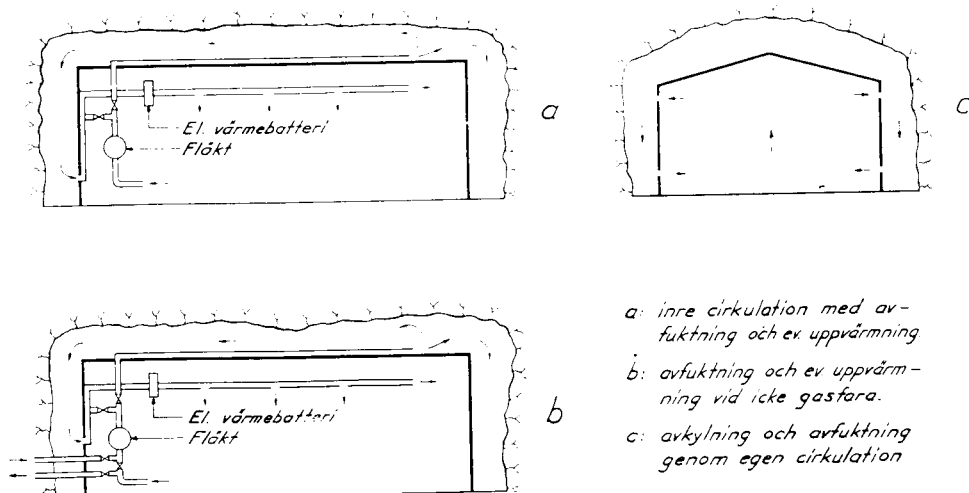 a
El. värmebatteri
Fläkt
c
b
El. värmebatteri
Fläkt
a: inre cirkulation med av-
fuktning och ev. uppvärmning.
b: avfuktning och ev uppvärm-
ning vid icke gasfara.
c: avkylning och avfuktning
genom egen cirkulation